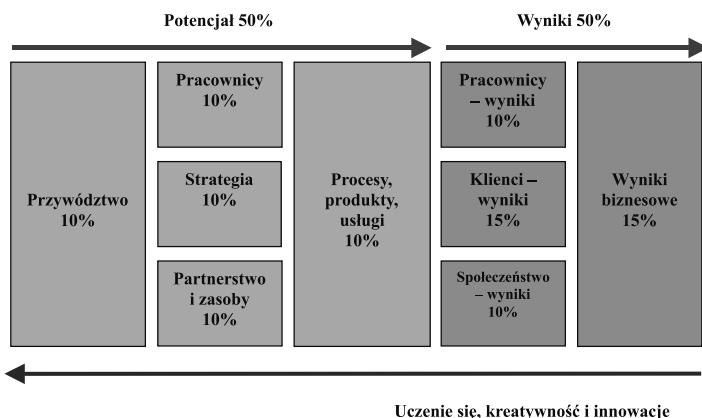 Potencjał 50%
Wyniki 50%
Przywództwo
10%
Pracownicy
10%
Strategia
10%
Partnerstwo
i zasoby
10%
Procesy,
produkty,
usługi
10%
Pracownicy
– wyniki
10%
Klienci –
wyniki
15%
Społeczeństwo
– wyniki
10%
Wyniki
biznesowe
15%
Uczenie się, kreatywność i innowacje